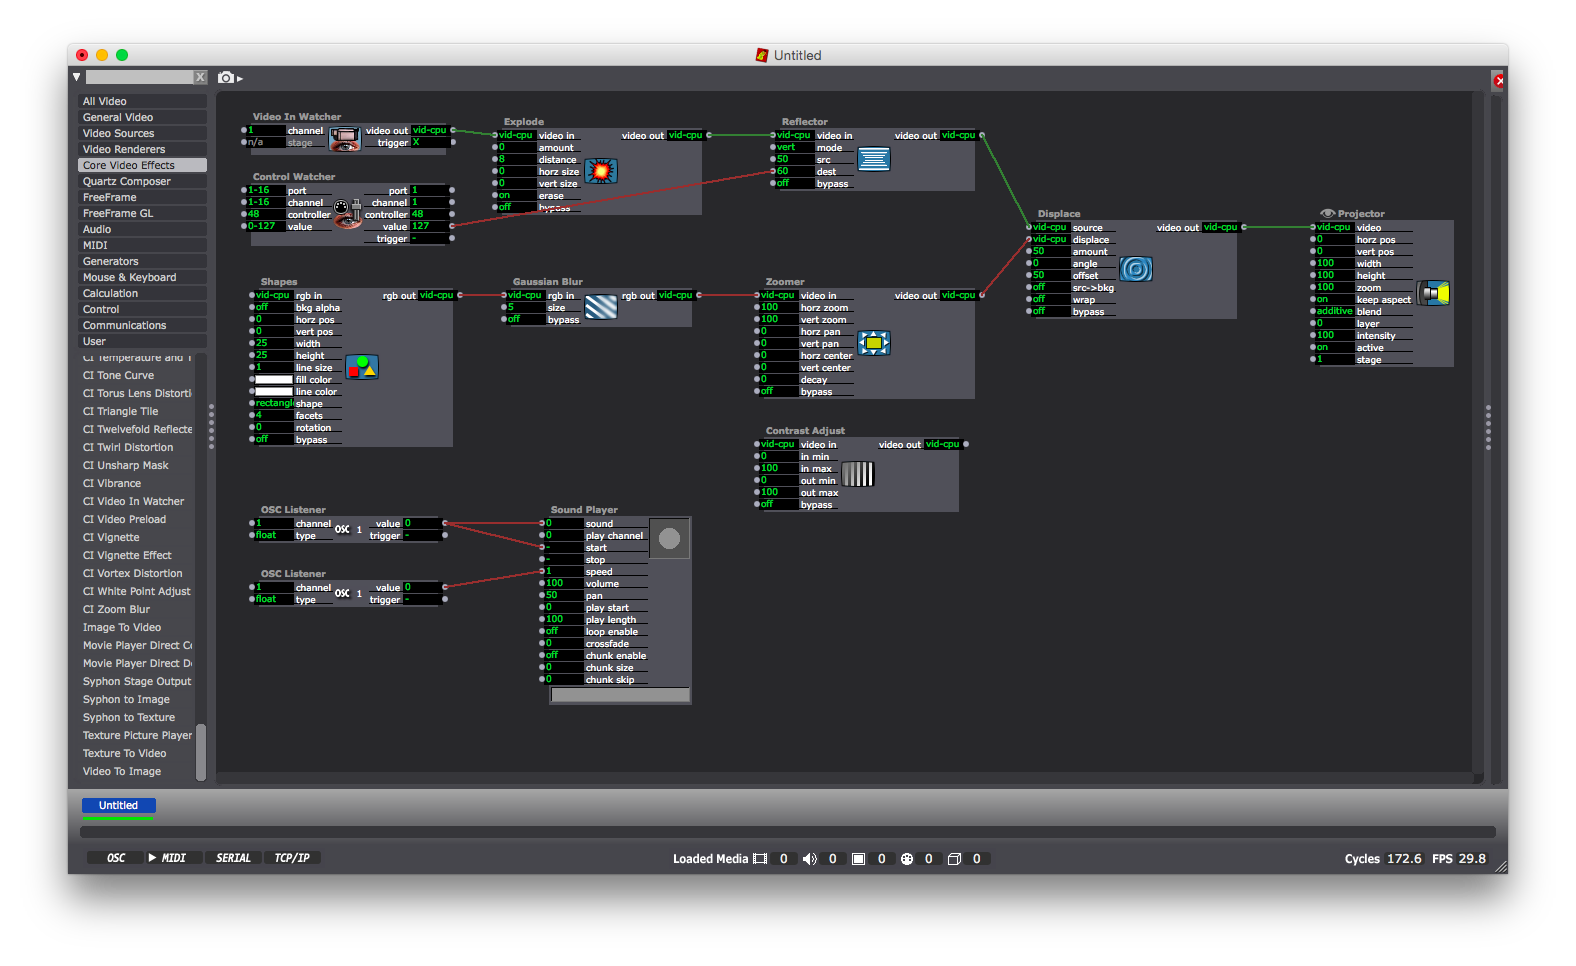 Untitled
X
All Video
General Video
Video Sources
Video Renderers
Core Video Effects
Quartz Composer
FreeFrame
FreeFrame GL
Audio
MIDI
Generators
Mouse & Keyboard
Calculation
Control
Communications
User
CI Temperature and T
CI Tone Curve
CI Torus Lens Distorti
CI Triangle Tile
CI Twelvefold Reflecte
CI Twirl Distortion
CI Unsharp Mask
CI Vibrance
CI Video In Watcher
CI Video Preload
CI Vignette
CI Vignette Effect
CI Vortex Distortion
CI White Point Adjust
CI Zoom Blur
Image To Video
Movie Player Direct Co
Movie Player Direct De
Syphon Stage Output
Syphon to Image
Syphon to Texture
Texture Picture Player
Texture To Video
Video To Image
Video In Watcher
1 channel video out vid-cpu
n/a stage trigger X
Control Watcher
1-16 port port 1
1-16 channel channel 1
48 controller controller 48
0-127 value value 127
trigger -
Explode
vid-cpu video in video out vid-cpu
0 amount
8 distance
0 horz size
0 vert size
on erase
off bypass
Reflector
vid-cpu video in video out vid-cpu
vert mode
50 src
60 dest
off bypass
Displace
vid-cpu source video out vid-cpu
vid-cpu displace
50 amount
0 angle
50 offset
off src->bkg
off wrap
off bypass
Projector
vid-cpu video
0 horz pos
0 vert pos
100 width
100 height
100 zoom
on keep aspect
additive blend
0 layer
100 intensity
on active
1 stage
Shapes
vid-cpu rgb in rgb out vid-cpu
off bkg alpha
0 horz pos
0 vert pos
25 width
25 height
1 line size
fill color
line color
rectangl shape
4 facets
0 rotation
off bypass
Gaussian Blur
vid-cpu rgb in rgb out vid-cpu
5 size
off bypass
Zoomer
vid-cpu video in video out vid-cpu
100 horz zoom
100 vert zoom
0 horz pan
0 vert pan
0 horz center
0 vert center
0 decay
off bypass
Contrast Adjust
vid-cpu video in video out vid-cpu
0 in min
100 in max
0 out min
100 out max
off bypass
OSC Listener
1 channel OSC 1 value 0
float type trigger -
OSC Listener
1 channel OSC 1 value 0
float type trigger -
Sound Player
0 sound
0 play channel
- start
- stop
1 speed
100 volume
50 pan
0 play start
100 play length
off loop enable
0 crossfade
off chunk enable
0 chunk size
0 chunk skip
Untitled
OSC MIDI SERIAL TCP/IP
Loaded Media 0 0 0 0 0
Cycles 172.6 FPS 29.8